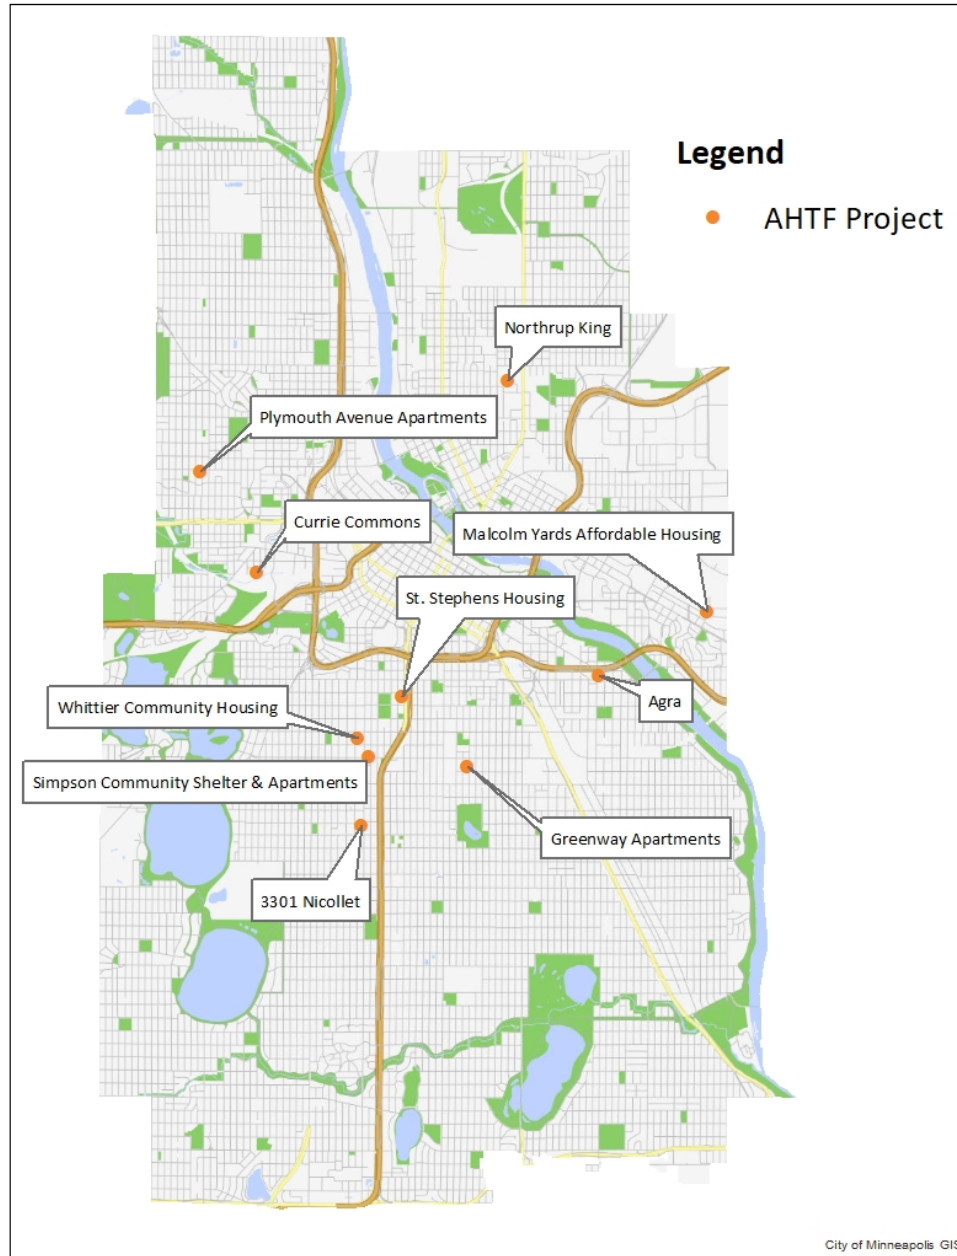 Legend
AHTF Project
Northrup King
Plymouth Avenue Apartments
Currie Commons
Malcolm Yards Affordable Housing
St. Stephens Housing
Agra
Whittier Community Housing
Simpson Community Shelter & Apartments
Greenway Apartments
3301 Nicollet
City of Minneapolis GIS